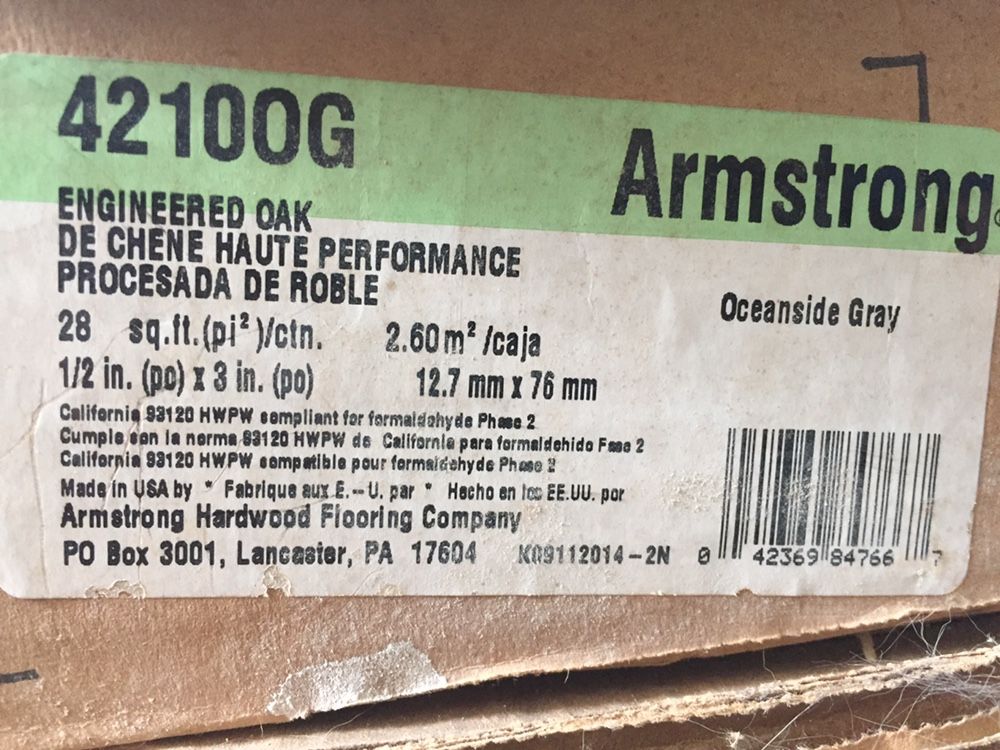 42100G
Armstrong
ENGINEERED OAK
DE CHENE HAUTE PERFORMANCE
PROCESADA DE ROBLE
Oceanside Gray
28 sq.ft.(pi²)/ctn. 2.60 m² /caja
1/2 in. (po) x 3 in. (po) 12.7 mm x 76 mm
California 93120 HWPW compliant for formaldehyde Phase 2
Cumple con la norma 93120 HWPW de California para formaldehido Fase 2
California 93120 HWPW compatible pour formaldehyde Phase 2
Made in USA by * Fabrique aux E.-U. par * Hecho en los EE.UU. por
Armstrong Hardwood Flooring Company
PO Box 3001, Lancaster, PA 17604 K09112014-2N
0 42369 84766 7